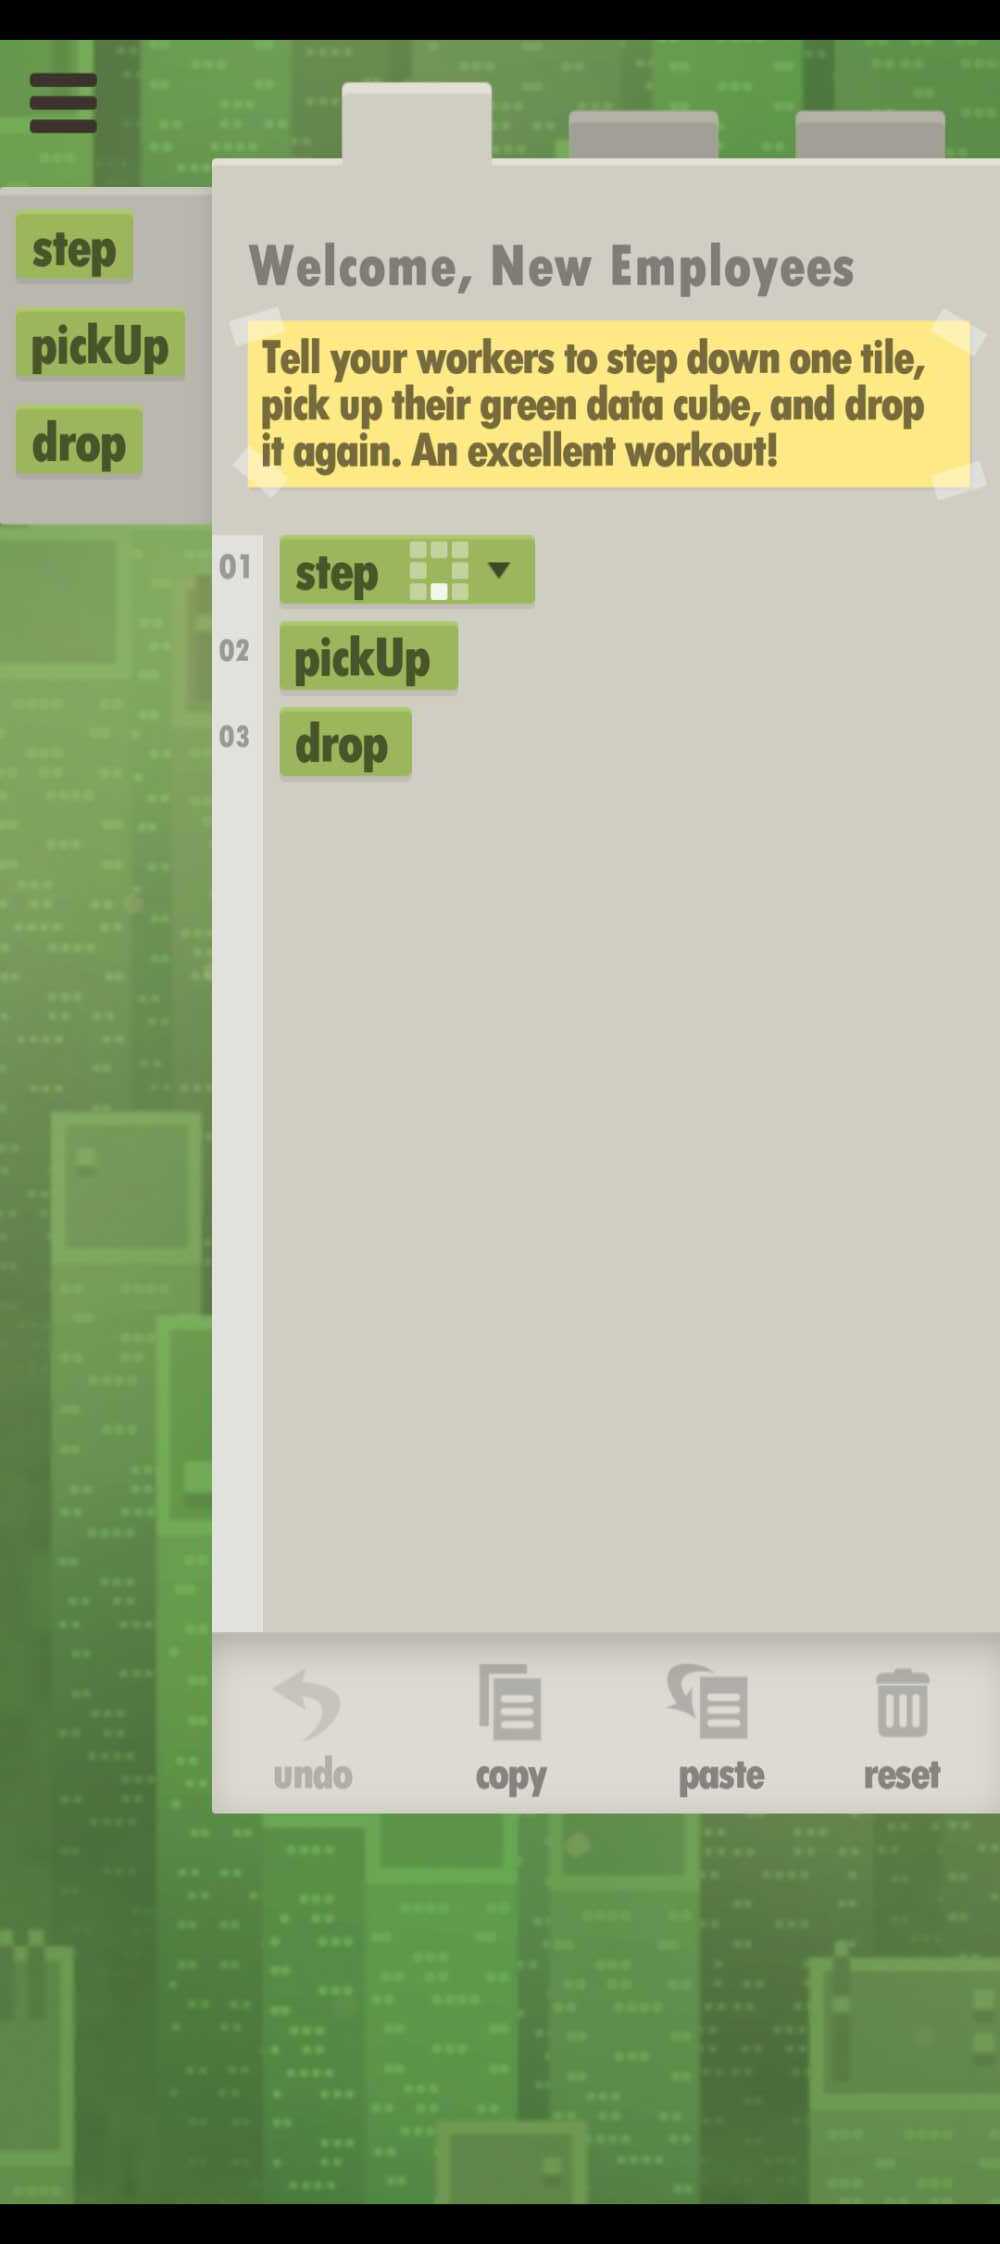 step
pickUp
drop
Welcome, New Employees
Tell your workers to step down one tile,
pick up their green data cube, and drop
it again. An excellent workout!
01 step
02 pickUp
03 drop
undo copy paste reset